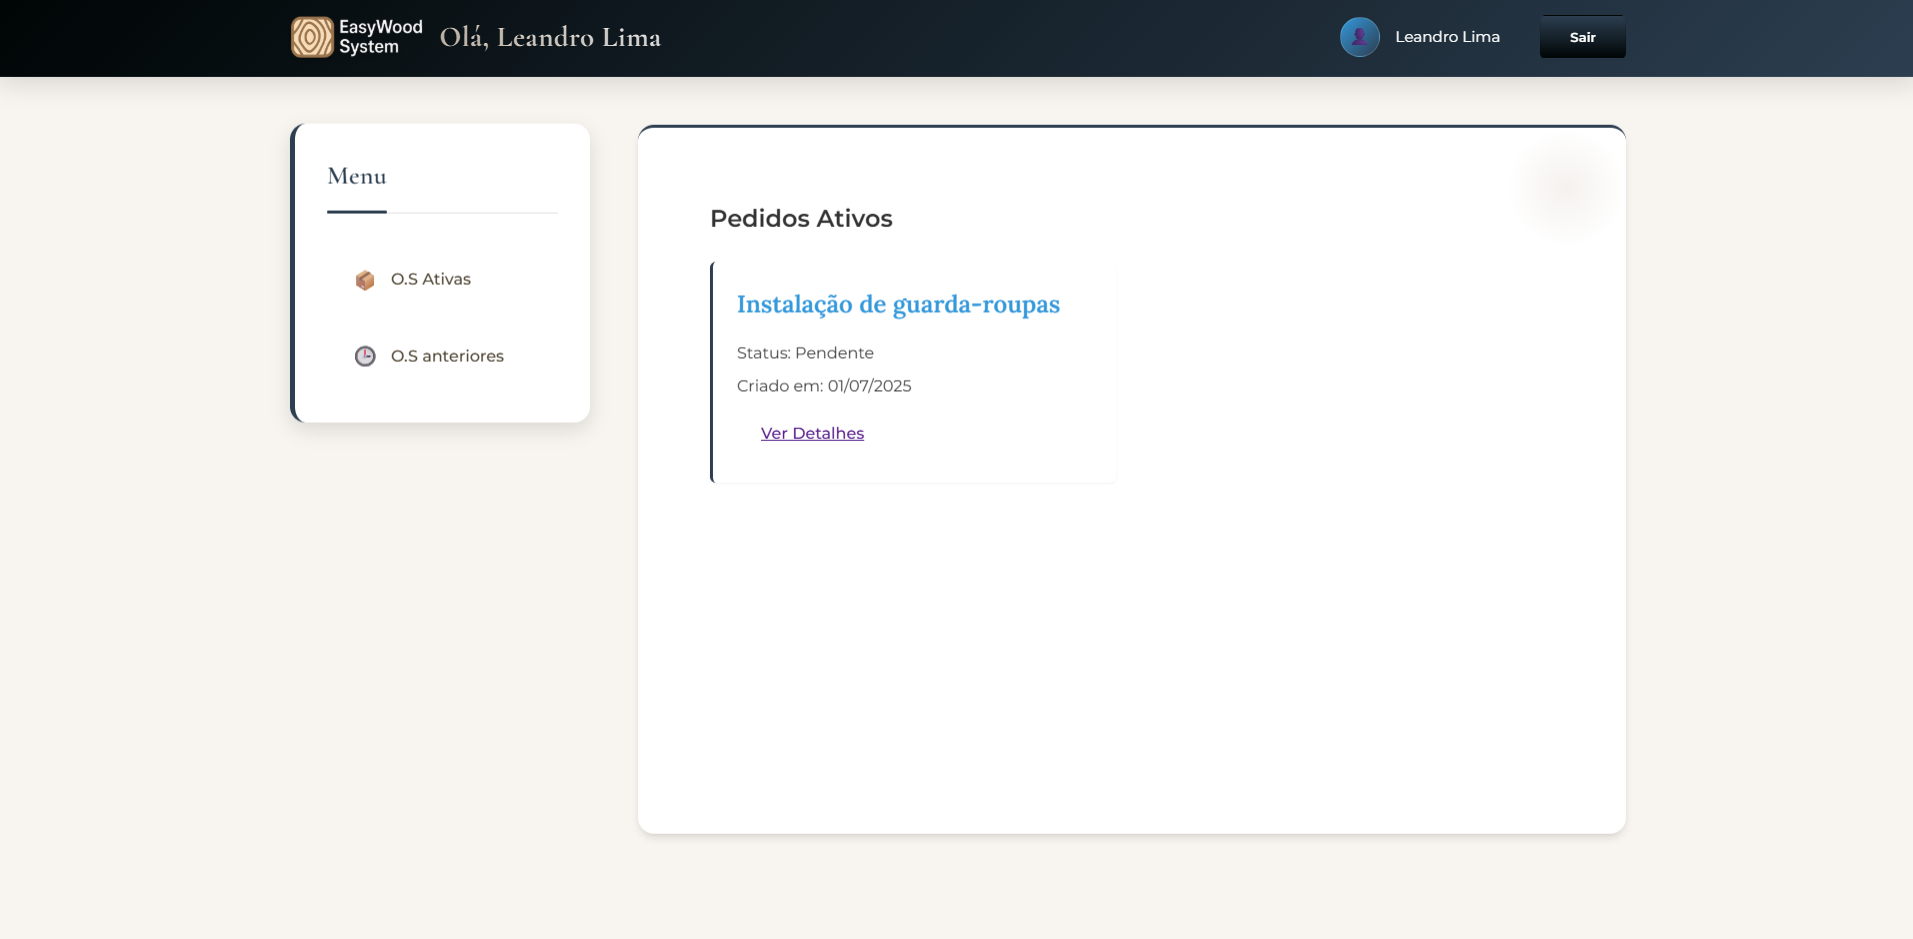 EasyWood
System
Olá, Leandro Lima
Leandro Lima
Sair
Menu
O.S Ativas
O.S anteriores
Pedidos Ativos
Instalação de guarda-roupas
Status: Pendente
Criado em: 01/07/2025
Ver Detalhes